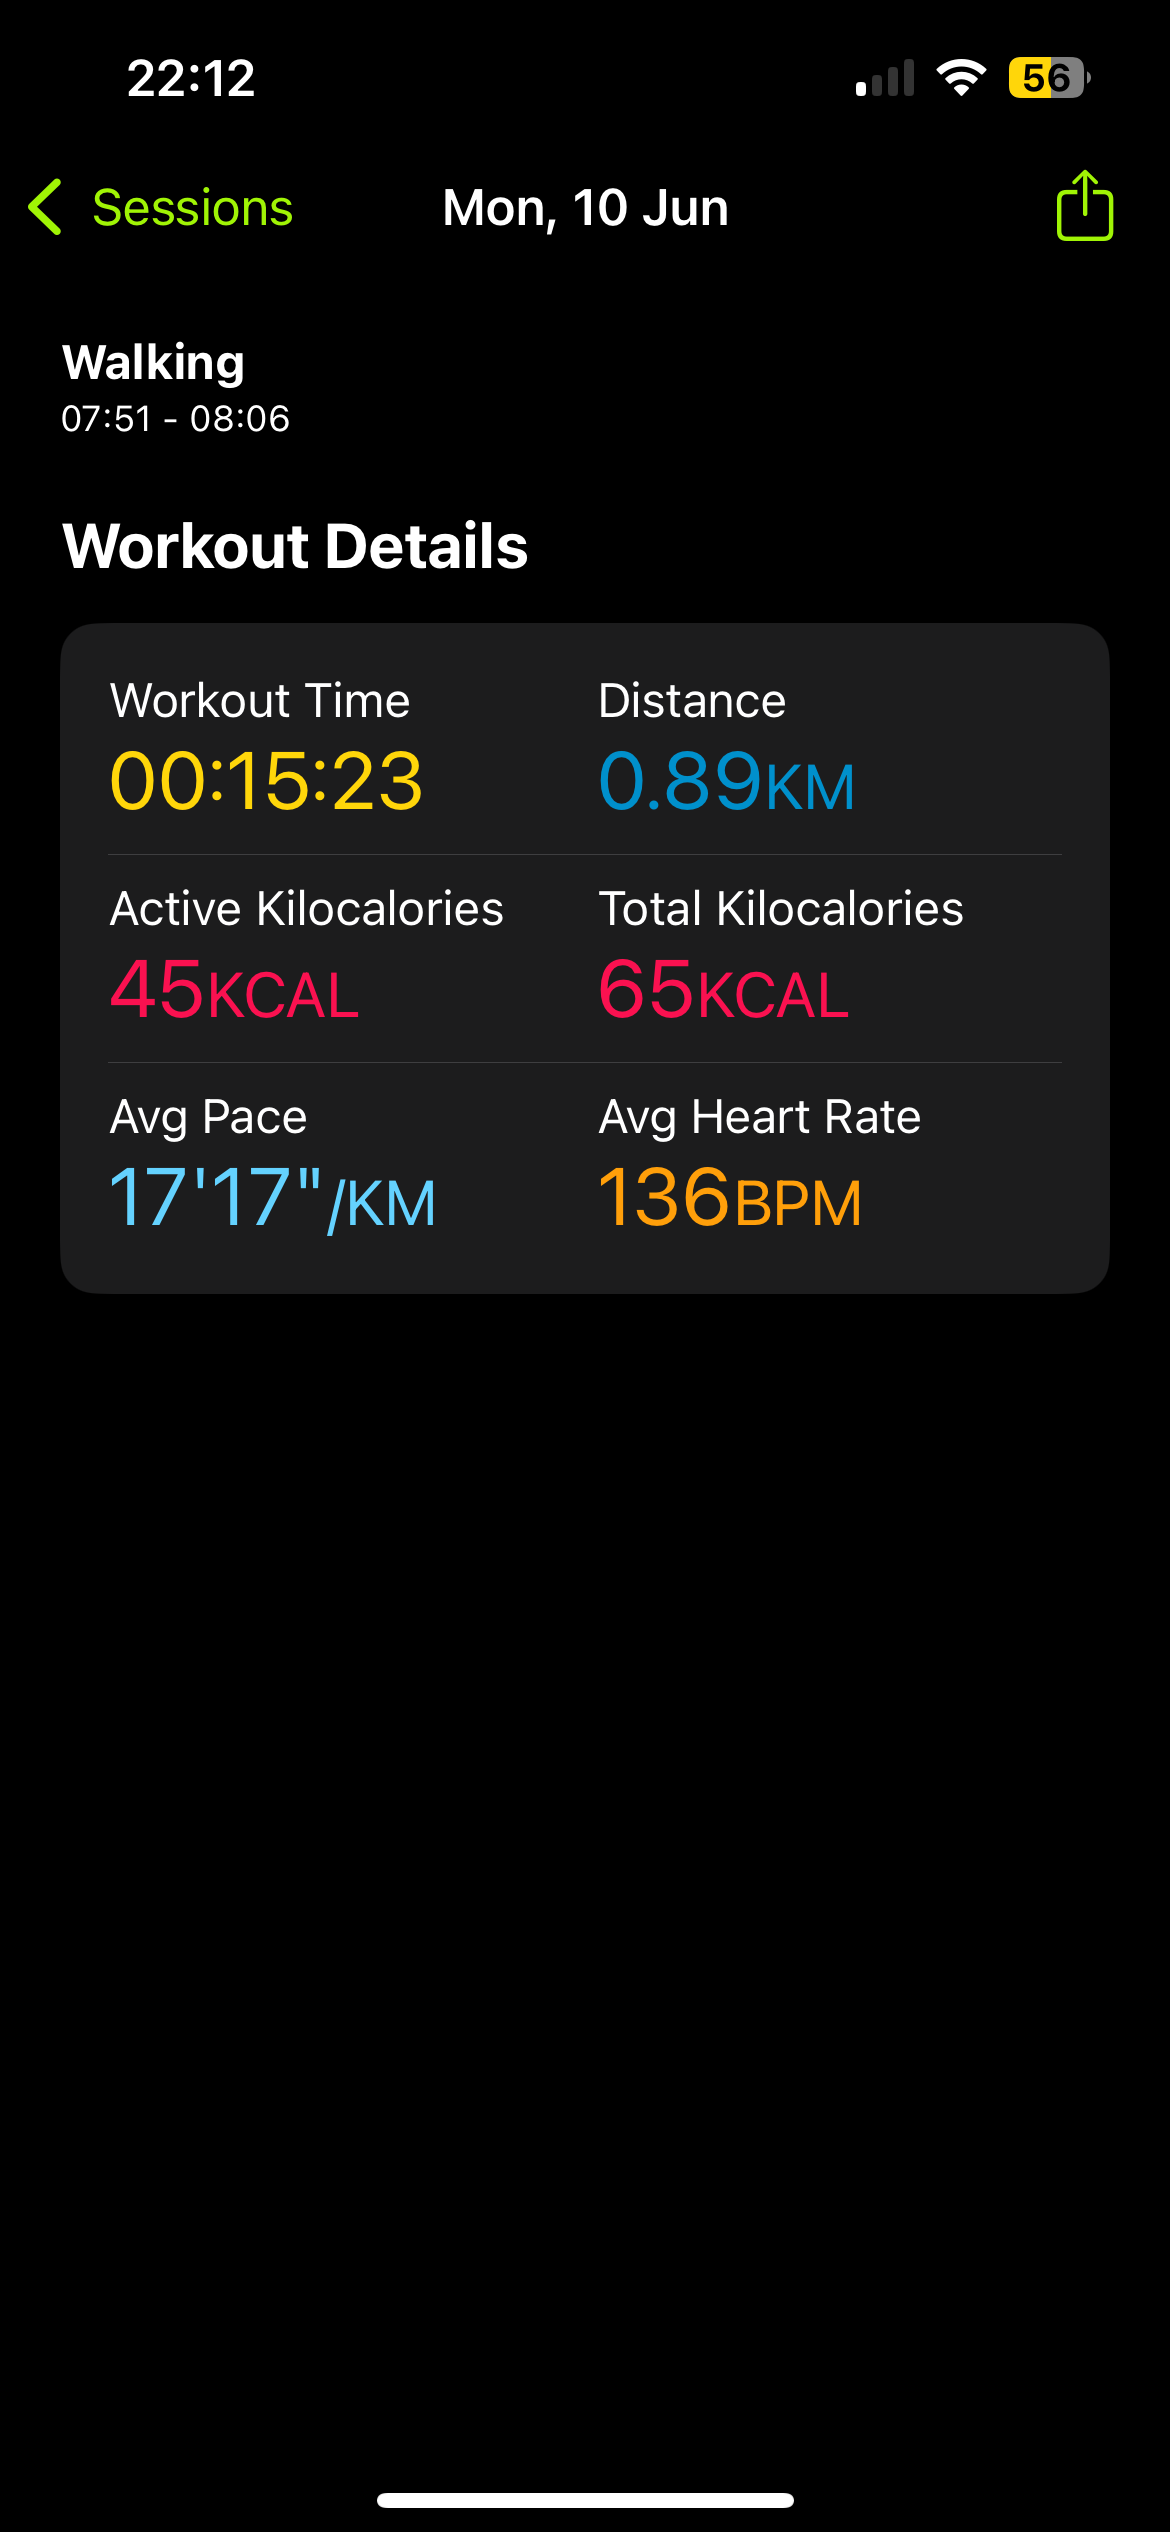 22:12
56
Sessions
Mon, 10 Jun
Walking
07:51 - 08:06
Workout Details
Workout Time
00:15:23
Distance
0.89KM
Active Kilocalories
45KCAL
Total Kilocalories
65KCAL
Avg Pace
17'17"/KM
Avg Heart Rate
136BPM